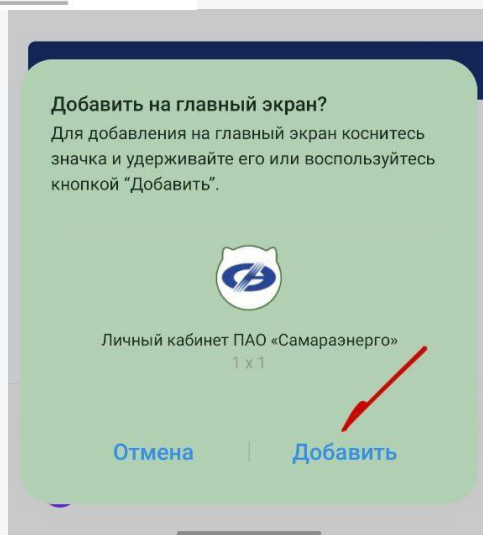 Добавить на главный экран?
Для добавления на главный экран коснитесь
значка и удерживайте его или воспользуйтесь
кнопкой “Добавить”.
Личный кабинет ПАО «Самараэнерго»
1 x 1
Отмена
Добавить